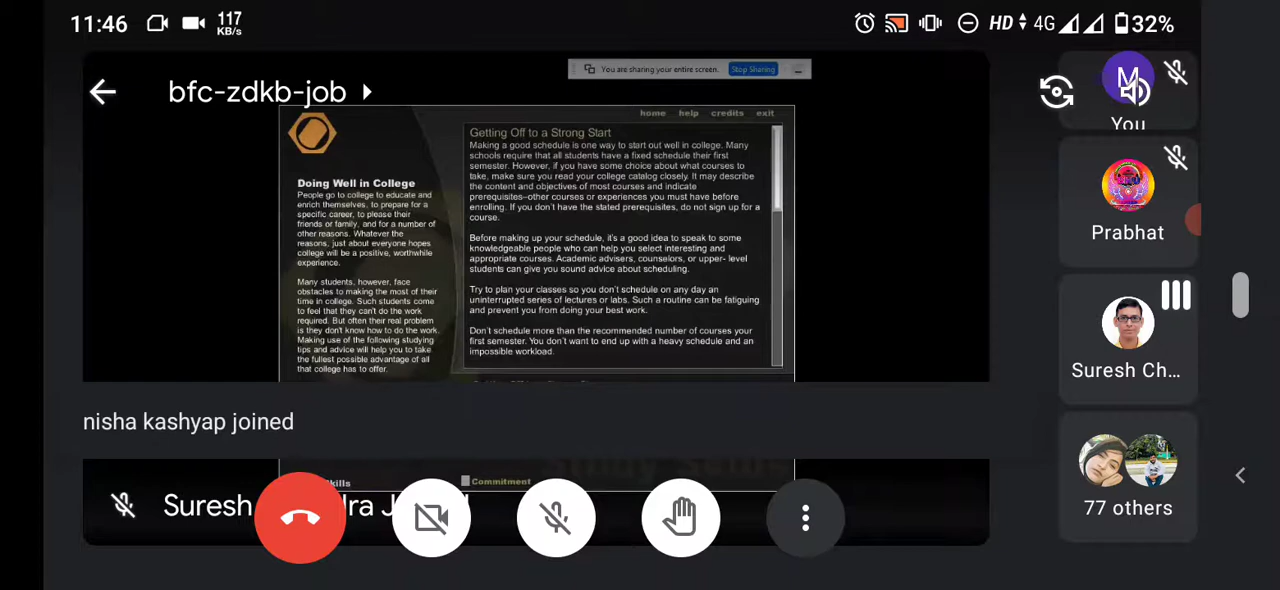 11:46
117
KB/s
HD 4G 32%
You are sharing your entire screen. Stop Sharing
bfc-zdkb-job
home help credits exit
Doing Well in College
People go to college to educate and
enrich themselves, to prepare for a
specific career, to please their
friends or family, and for a number of
other reasons. Whatever the
reasons, just about everyone hopes
college will be a positive, worthwhile
experience.
Many students, however, face
obstacles to making the most of their
time in college. Such students come
to feel that they can't do the work
required. But often their real problem
is they don't know how to do the work.
Making use of the following studying
tips and advice will help you to take
the fullest possible advantage of all
that college has to offer.
Getting Off to a Strong Start
Making a good schedule is one way to start out well in college. Many
schools require that all students have a fixed schedule their first
semester. However, if you have some choice about what courses to
take, make sure you read your college catalog closely. It may describe
the content and objectives of most courses and indicate
prerequisites–other courses or experiences you must have before
enrolling. If you don't have the stated prerequisites, do not sign up for a
course.
Before making up your schedule, it's a good idea to speak to some
knowledgeable people who can help you select interesting and
appropriate courses. Academic advisers, counselors, or upper- level
students can give you sound advice about scheduling.
Try to plan your classes so you don't schedule on any day an
uninterrupted series of lectures or labs. Such a routine can be fatiguing
and prevent you from doing your best work.
Don't schedule more than the recommended number of courses your
first semester. You don't want to end up with a heavy schedule and an
impossible workload.
M
You
Prabhat
Suresh Ch...
77 others
nisha kashyap joined
kills
Commitment
Suresh dra J